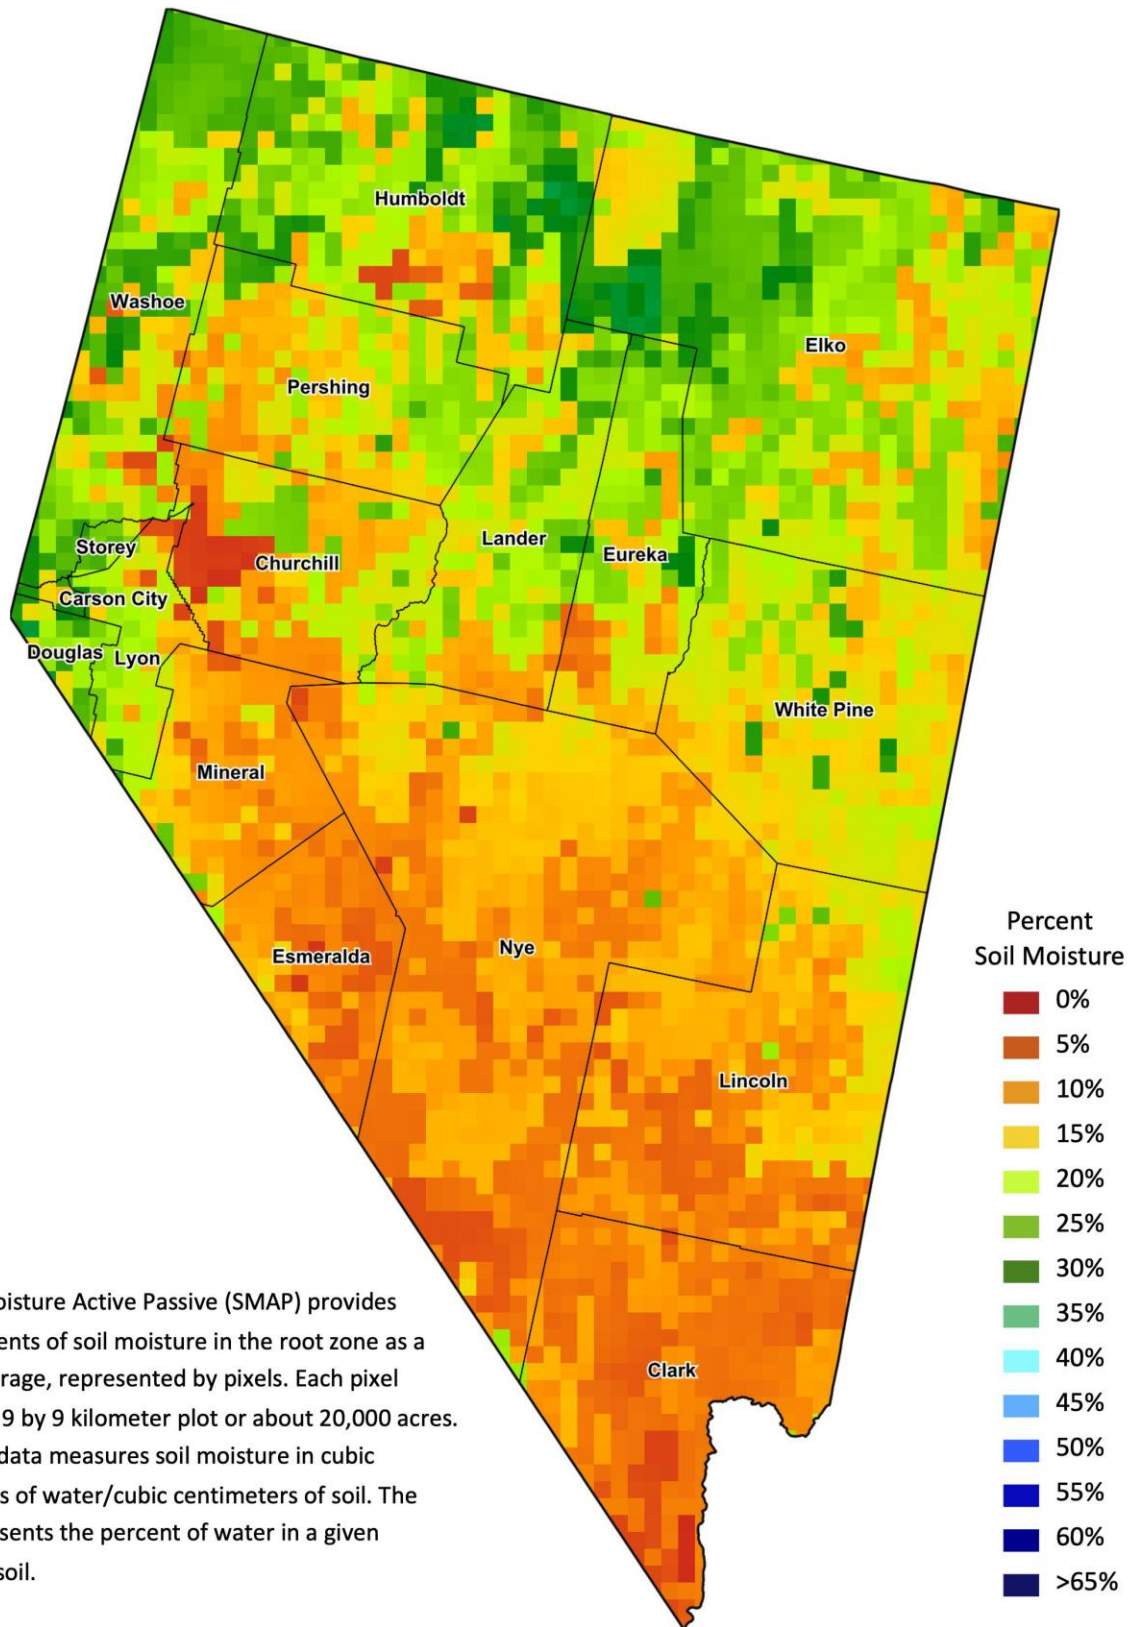 Humboldt
Washoe
Elko
Pershing
Lander
Storey
Eureka
Churchill
Carson City
Douglas
Lyon
White Pine
Mineral
Nye
Esmeralda
Lincoln
Clark
Percent
Soil Moisture
0%
5%
10%
15%
20%
25%
30%
35%
40%
45%
50%
55%
60%
>65%
oisture Active Passive (SMAP) provides
ents of soil moisture in the root zone as a
rage, represented by pixels. Each pixel
9 by 9 kilometer plot or about 20,000 acres.
data measures soil moisture in cubic
s of water/cubic centimeters of soil. The
sents the percent of water in a given
soil.